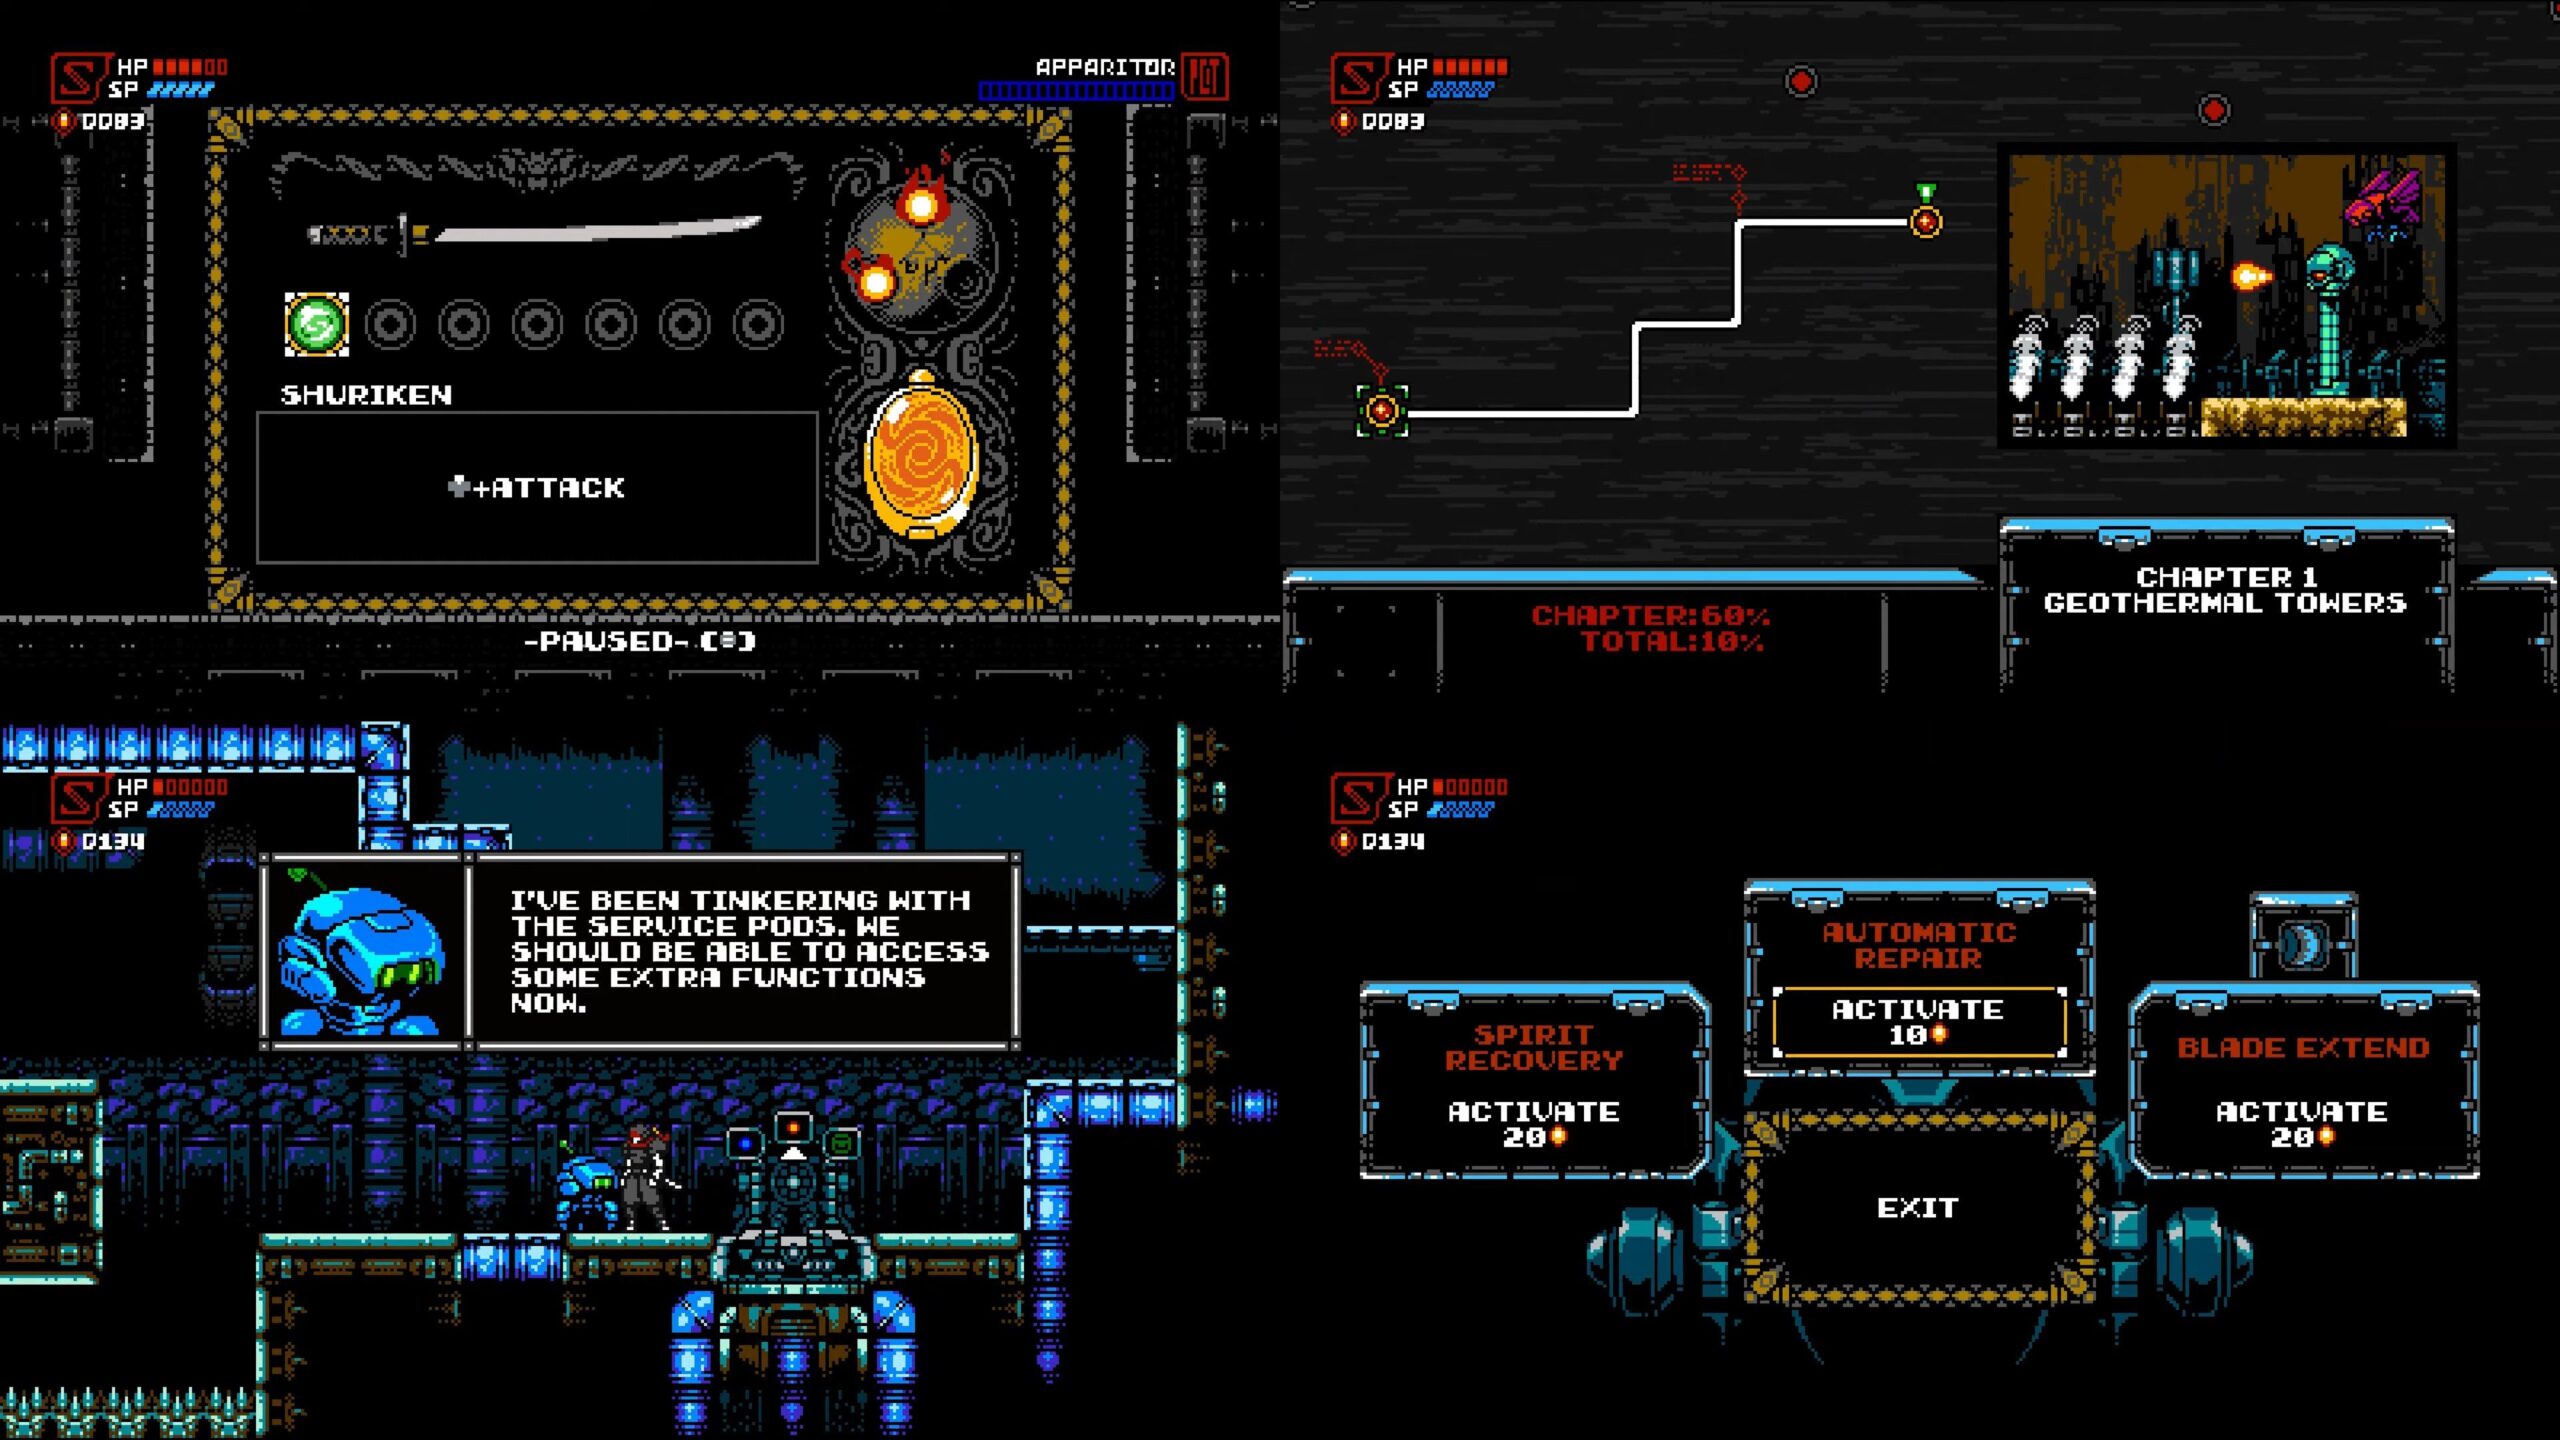 HP
SP
0083
APPARITOR
SHURIKEN
+ATTACK
-PAUSED-
HP
SP
0083
CHAPTER:60%
TOTAL:10%
CHAPTER 1
GEOTHERMAL TOWERS
HP
SP
0134
I'VE BEEN TINKERING WITH
THE SERVICE PODS. WE
SHOULD BE ABLE TO ACCESS
SOME EXTRA FUNCTIONS
NOW.
HP
SP
0134
AUTOMATIC
REPAIR
ACTIVATE
10
SPIRIT
RECOVERY
ACTIVATE
20
BLADE EXTEND
ACTIVATE
20
EXIT